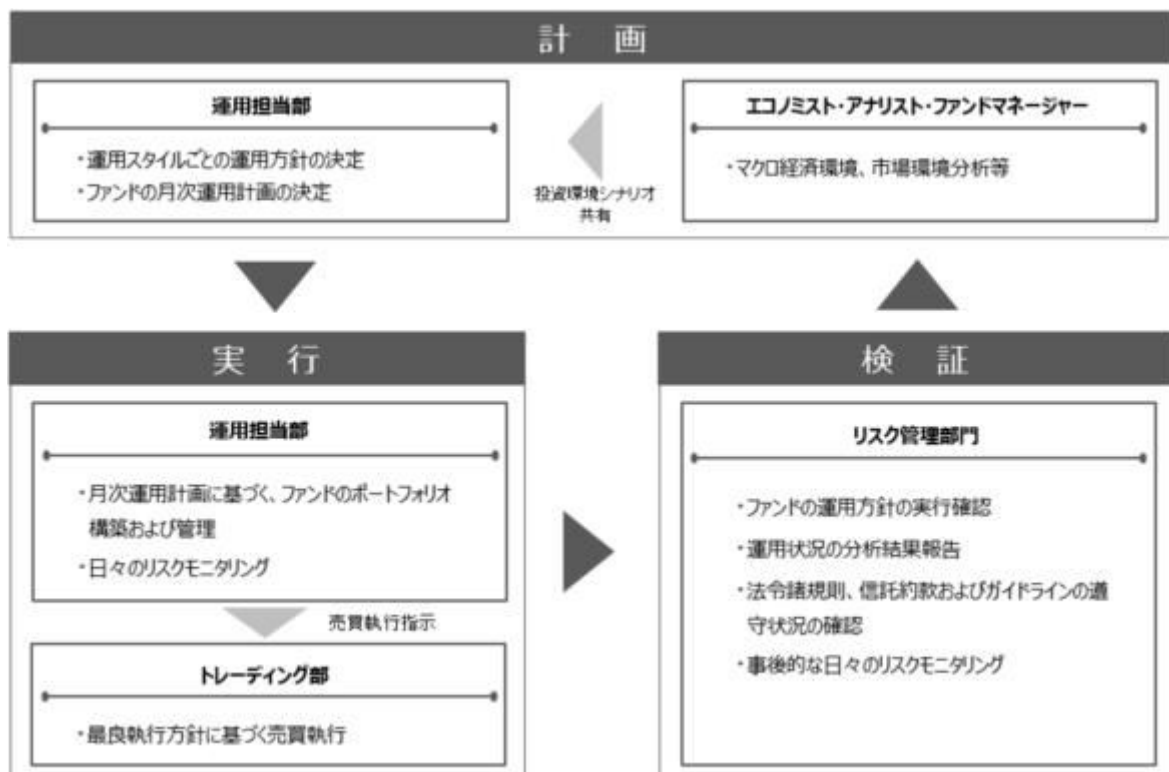 計 画
運用担当部
・運用スタイルごとの運用方針の決定
・ファンドの月次運用計画の決定
投資環境シナリオ
共有
エコノミスト・アナリスト・ファンドマネージャー
・マクロ経済環境、市場環境分析等
実 行
運用担当部
・月次運用計画に基づく、ファンドのポートフォリオ
構築および管理
・日々のリスクモニタリング
売買執行指示
トレーディング部
・最良執行方針に基づく売買執行
検 証
リスク管理部門
・ファンドの運用方針の実行確認
・運用状況の分析結果報告
・法令諸規則、信託約款およびガイドラインの遵
守状況の確認
・事後的な日々のリスクモニタリング